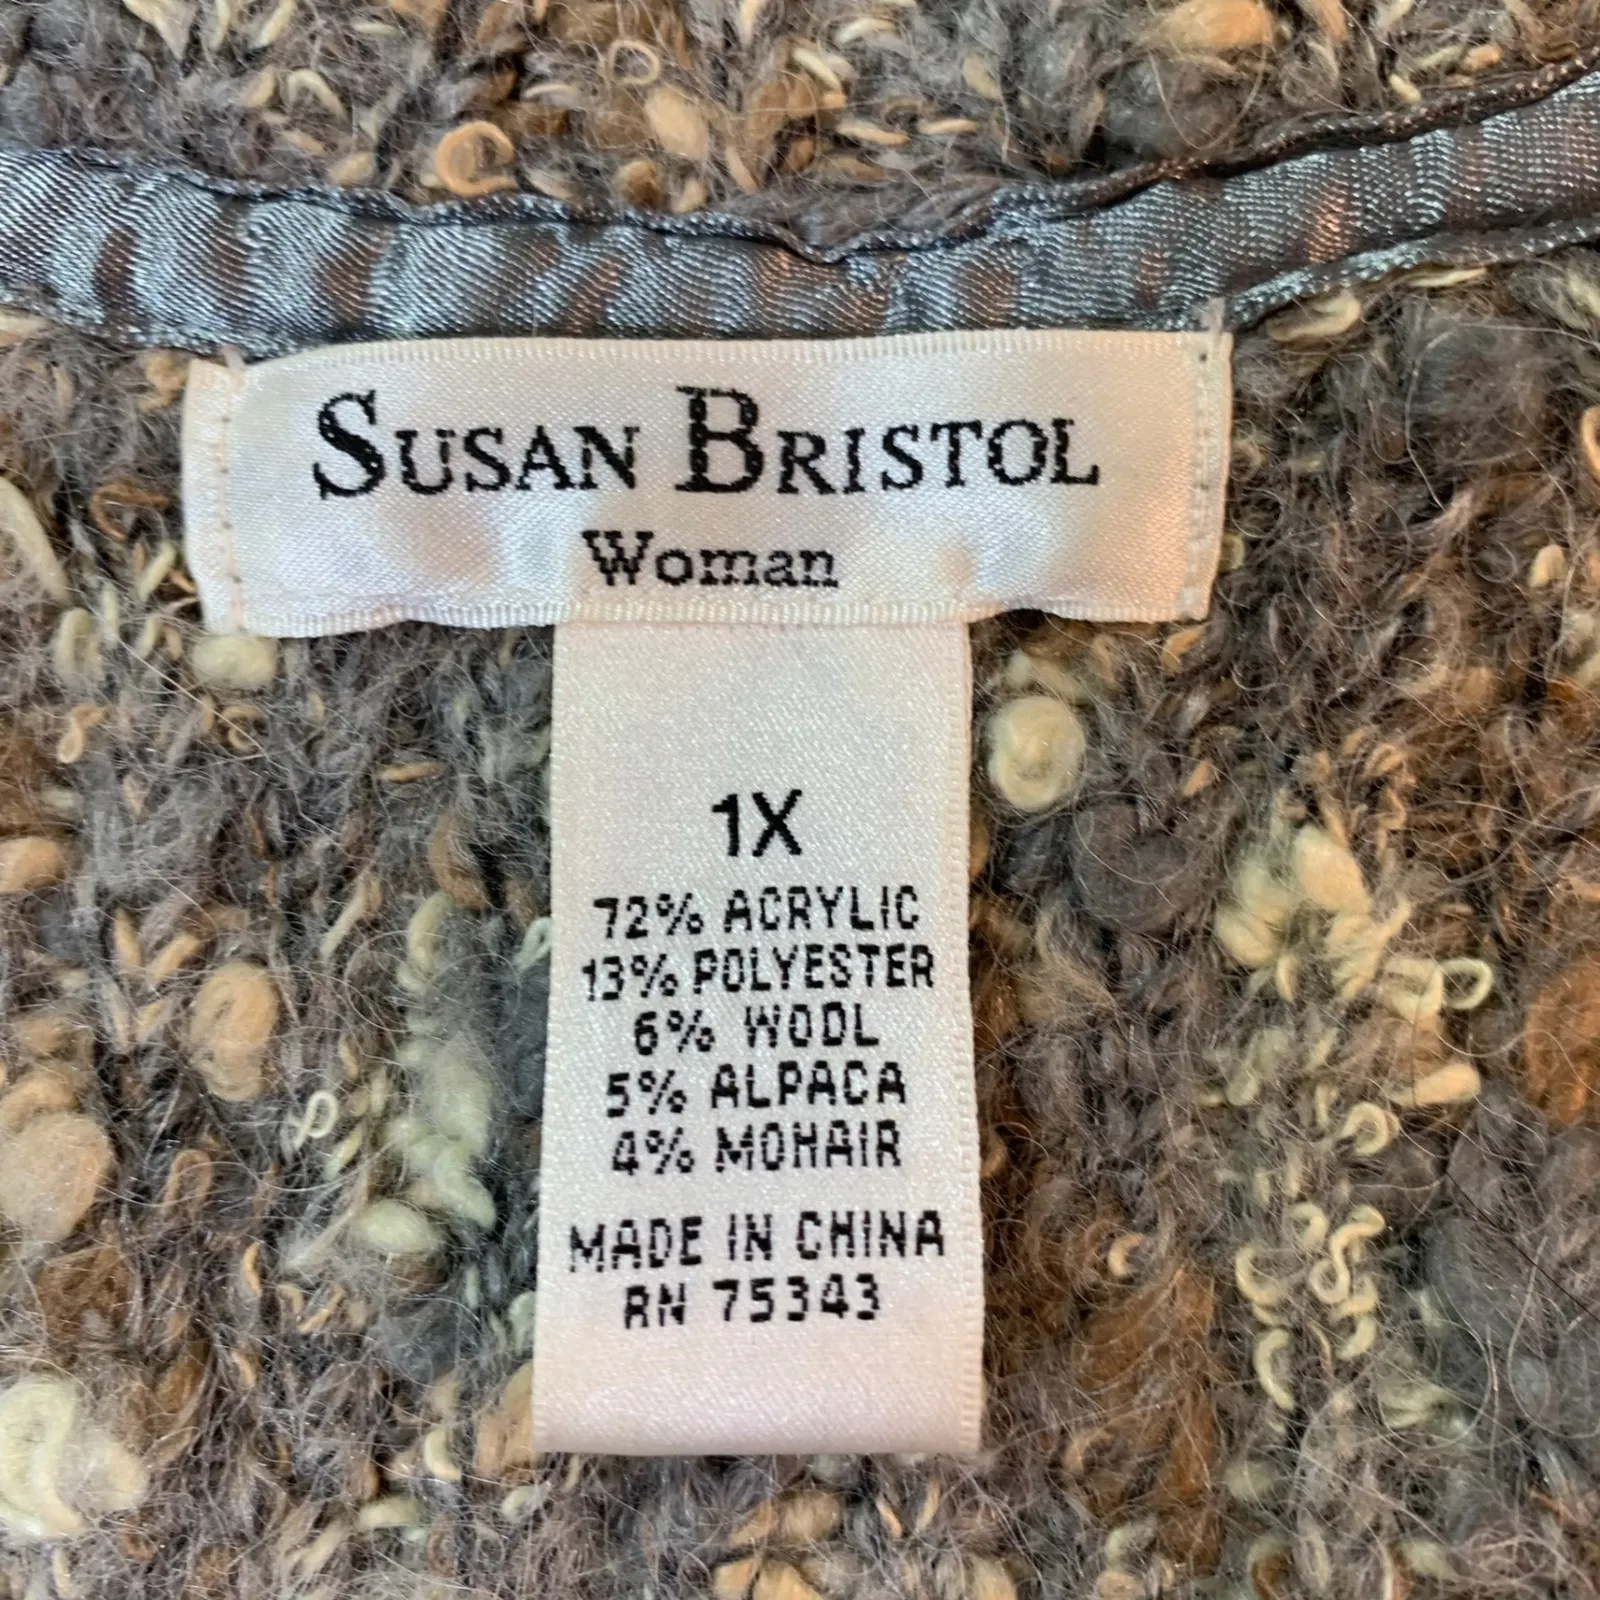 SUSAN BRISTOL
Woman
1X
72% ACRYLIC
13% POLYESTER
6% WOOL
5% ALPACA
4% MOHAIR
MADE IN CHINA
RN 75343